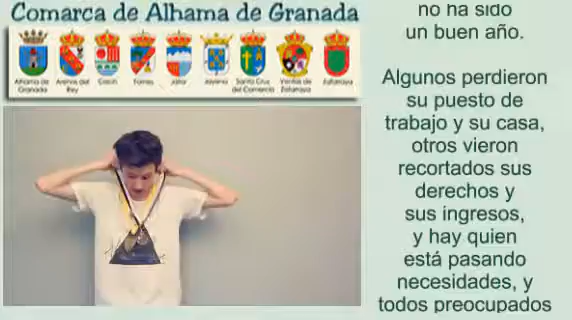 Comarca de Alhama de Granada
Alhama de Granada
Arenas del Rey
Cacín
Fornes
Jatar
Jayena
Santa Cruz del Comercio
Ventas de Zafarraya
Zafarraya
no ha sido
un buen año.
Algunos perdieron
su puesto de
trabajo y su casa,
otros vieron
recortados sus
derechos y
sus ingresos,
y hay quien
está pasando
necesidades, y
todos preocupados